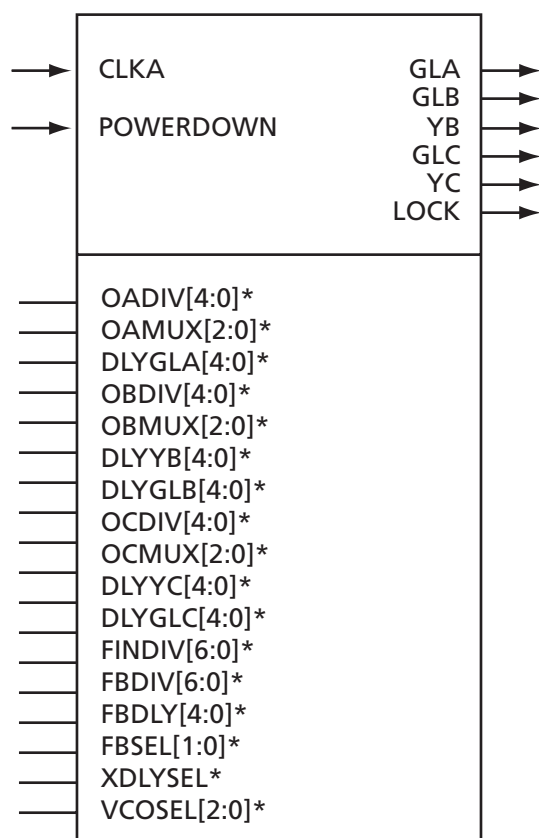 CLKA GLA
GLB
POWERDOWN YB
GLC
YC
LOCK
OADIV[4:0]*
OAMUX[2:0]*
DLYGLA[4:0]*
OBDIV[4:0]*
OBMUX[2:0]*
DLYYB[4:0]*
DLYGLB[4:0]*
OCDIV[4:0]*
OCMUX[2:0]*
DLYYC[4:0]*
DLYGLC[4:0]*
FINDIV[6:0]*
FBDIV[6:0]*
FBDLY[4:0]*
FBSEL[1:0]*
XDLYSEL*
VCOSEL[2:0]*